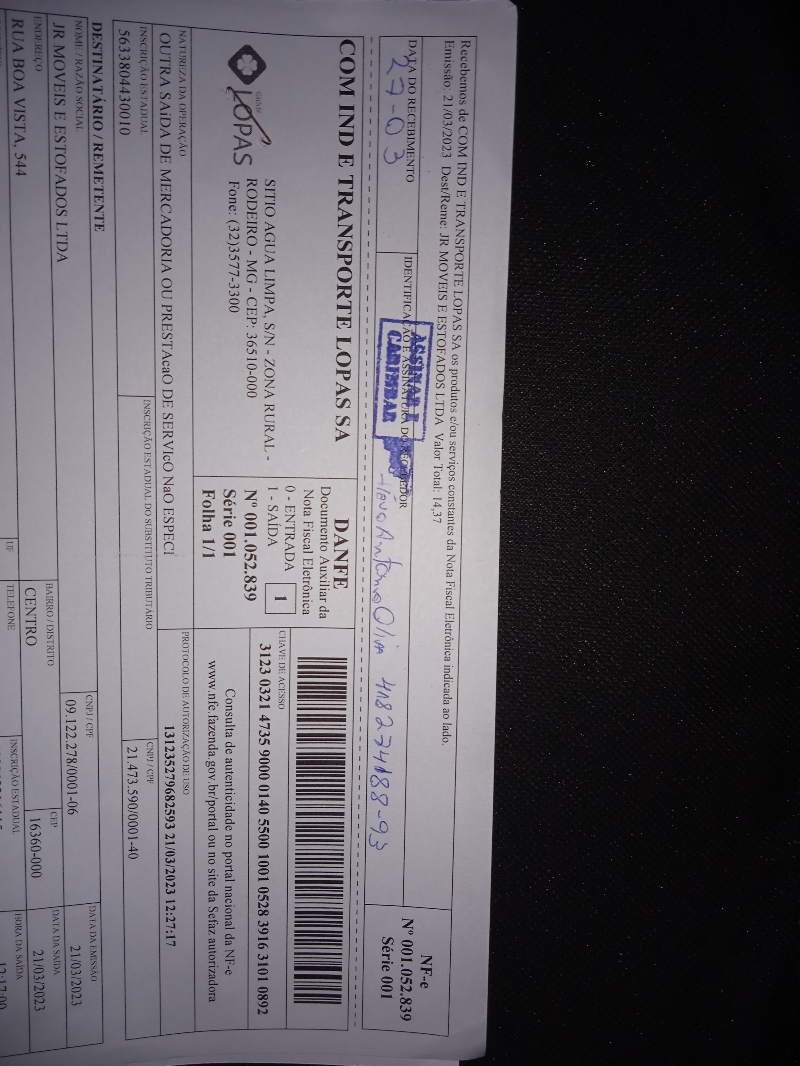 Recebemos de COM IND E TRANSPORTE LOPAS SA os produtos e/ou serviços constantes da Nota Fiscal Eletrônica indicada ao lado.
Emissão: 21/03/2023 Dest/Reme: JR MOVEIS E ESTOFADOS LTDA Valor Total: 14,37
DATA DO RECEBIMENTO
27-03
IDENTIFICAÇÃO E ASSINATURA DO RECEBEDOR
ASSINAR E
CARIMBAR
Antonio Oliva 418274188-93
NF-e
Nº 001.052.839
Série 001
COM IND E TRANSPORTE LOPAS SA
GRUPO
LOPAS
SITIO AGUA LIMPA, S/N - ZONA RURAL -
RODEIRO - MG - CEP: 36510-000
Fone: (32)3577-3300
DANFE
Documento Auxiliar da
Nota Fiscal Eletrônica
0 - ENTRADA
1 - SAÍDA
1
Nº 001.052.839
Série 001
Folha 1/1
CHAVE DE ACESSO
3123 0321 4735 9000 0140 5500 1001 0528 3916 3101 0892
Consulta de autenticidade no portal nacional da NF-e
www.nfe.fazenda.gov.br/portal ou no site da Sefaz autorizadora
NATUREZA DA OPERAÇÃO
OUTRA SAíDA DE MERCADORIA OU PRESTAcaO DE SERVIcO NaO ESPECI
PROTOCOLO DE AUTORIZAÇÃO DE USO
131235279682593 21/03/2023 12:27:17
INSCRIÇÃO ESTADUAL
5633804430010
INSCRIÇÃO ESTADUAL DO SUBSTITUTO TRIBUTÁRIO
CNPJ / CPF
21.473.590/0001-40
DESTINATÁRIO / REMETENTE
NOME / RAZÃO SOCIAL
JR MOVEIS E ESTOFADOS LTDA
CNPJ / CPF
09.122.278/0001-06
DATA DA EMISSÃO
21/03/2023
ENDEREÇO
RUA BOA VISTA, 544
BAIRRO / DISTRITO
CENTRO
CEP
16360-000
DATA DA SAÍDA
21/03/2023
UF
TELEFONE
INSCRIÇÃO ESTADUAL
HORA DA SAÍDA